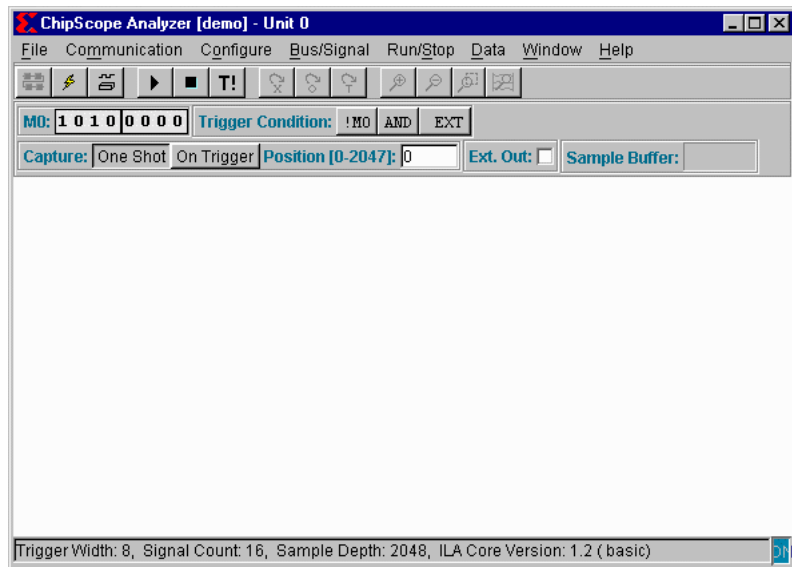 ChipScope Analyzer [demo] - Unit 0
File Communication Configure Bus/Signal Run/Stop Data Window Help
T! X O T
M0: 1 0 1 0 0 0 0 0 Trigger Condition: !M0 AND EXT
Capture: One Shot On Trigger Position [0-2047]: 0 Ext. Out: Sample Buffer:
Trigger Width: 8, Signal Count: 16, Sample Depth: 2048, ILA Core Version: 1.2 ( basic) ON